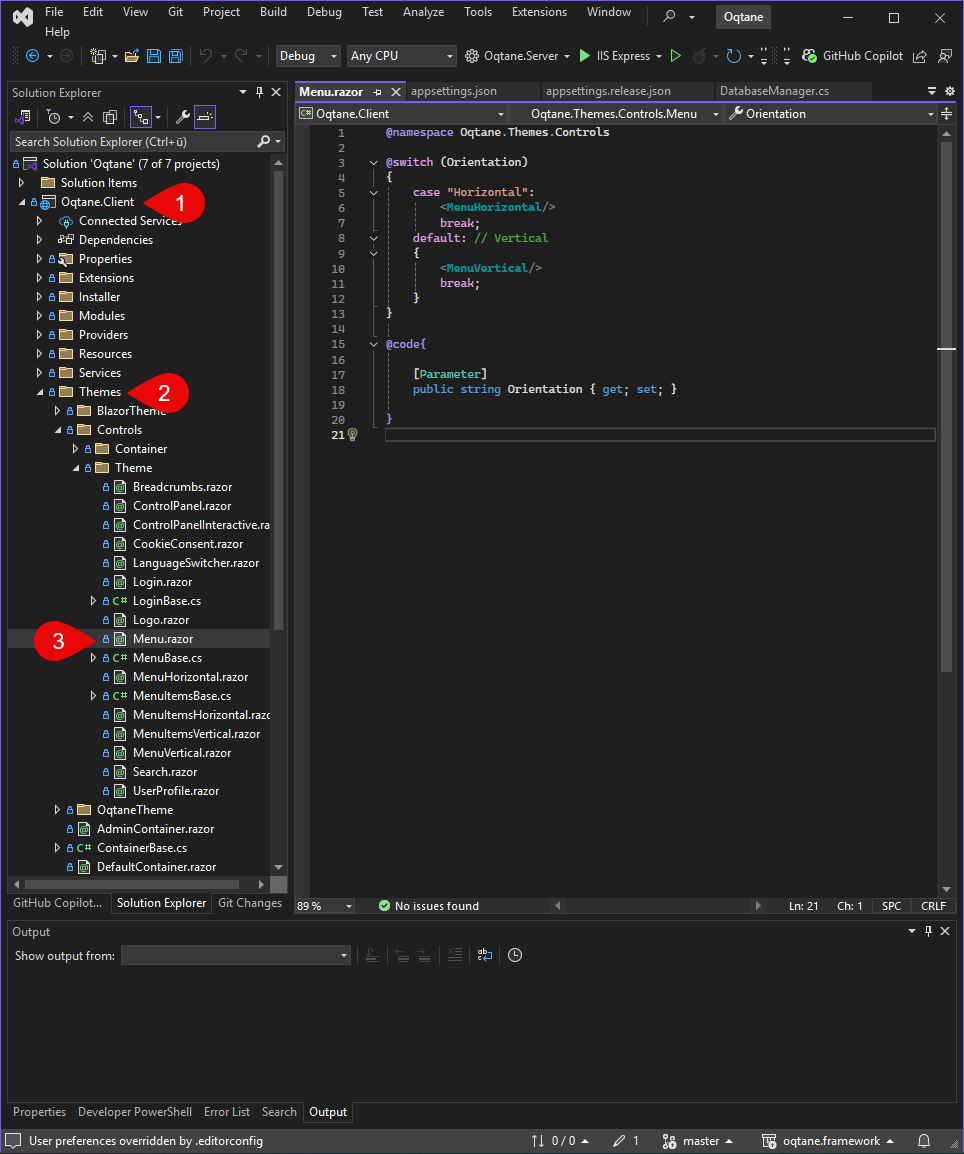 File Edit View Git Project Build Debug Test Analyze Tools Extensions Window Oqtane
Help
Debug Any CPU Oqtane.Server IIS Express GitHub Copilot
Solution Explorer
Search Solution Explorer (Ctrl+ü)
Solution 'Oqtane' (7 of 7 projects)
Solution Items
Oqtane.Client 1
Connected Services
Dependencies
Properties
Extensions
Installer
Modules
Providers
Resources
Services
Themes 2
BlazorTheme
Controls
Container
Theme
Breadcrumbs.razor
ControlPanel.razor
ControlPanelInteractive.ra
CookieConsent.razor
LanguageSwitcher.razor
Login.razor
C# LoginBase.cs
Logo.razor
3 Menu.razor
C# MenuBase.cs
MenuHorizontal.razor
C# MenuItemsBase.cs
MenuItemsHorizontal.razo
MenuItemsVertical.razor
MenuVertical.razor
Search.razor
UserProfile.razor
OqtaneTheme
AdminContainer.razor
C# ContainerBase.cs
DefaultContainer.razor
GitHub Copilot... Solution Explorer Git Changes
Menu.razor appsettings.json appsettings.release.json DatabaseManager.cs
C# Oqtane.Client Oqtane.Themes.Controls.Menu Orientation
1 @namespace Oqtane.Themes.Controls
2
3 @switch (Orientation)
4 {
5 case "Horizontal":
6 <MenuHorizontal/>
7 break;
8 default: // Vertical
9 {
10 <MenuVertical/>
11 break;
12 }
13 }
14
15 @code{
16
17 [Parameter]
18 public string Orientation { get; set; }
19
20 }
21
89 % No issues found Ln: 21 Ch: 1 SPC CRLF
Output
Show output from:
Properties Developer PowerShell Error List Search Output
User preferences overridden by .editorconfig 0 / 0 1 master oqtane.framework